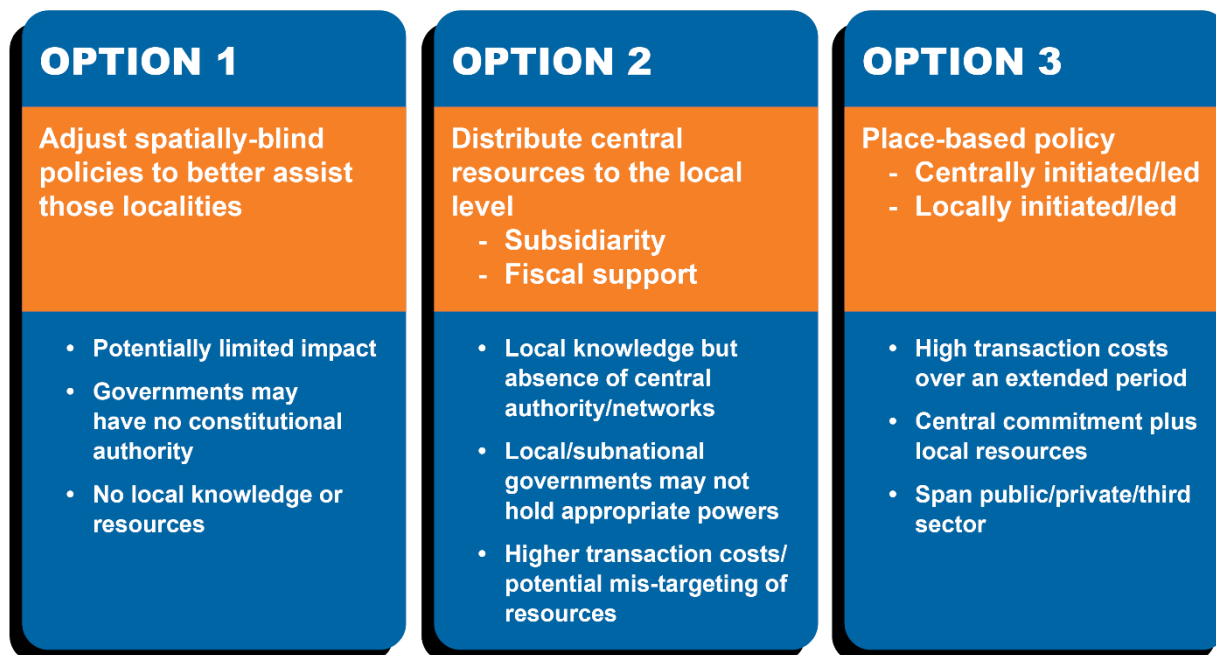 OPTION 1
Adjust spatially-blind
policies to better assist
those localities
• Potentially limited impact
• Governments may
have no constitutional
authority
• No local knowledge or
resources
OPTION 2
Distribute central
resources to the local
level
- Subsidiarity
- Fiscal support
• Local knowledge but
absence of central
authority/networks
• Local/subnational
governments may not
hold appropriate powers
• Higher transaction costs/
potential mis-targeting of
resources
OPTION 3
Place-based policy
- Centrally initiated/led
- Locally initiated/led
• High transaction costs
over an extended period
• Central commitment plus
local resources
• Span public/private/third
sector